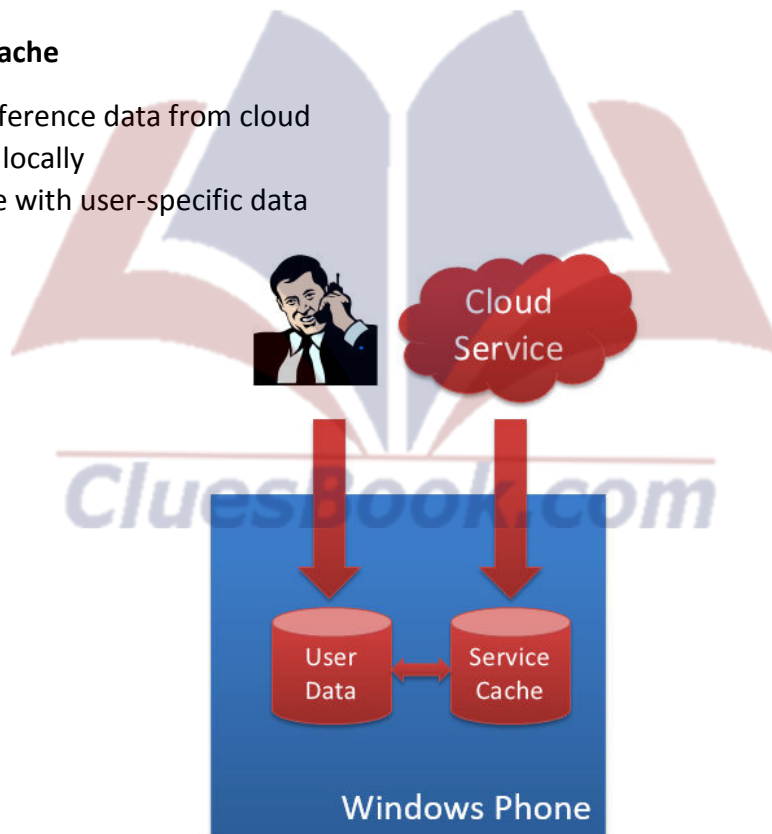 ache
ference data from cloud
locally
e with user-specific data
Cloud
Service
CluesBook.com
User
Data
Service
Cache
Windows Phone